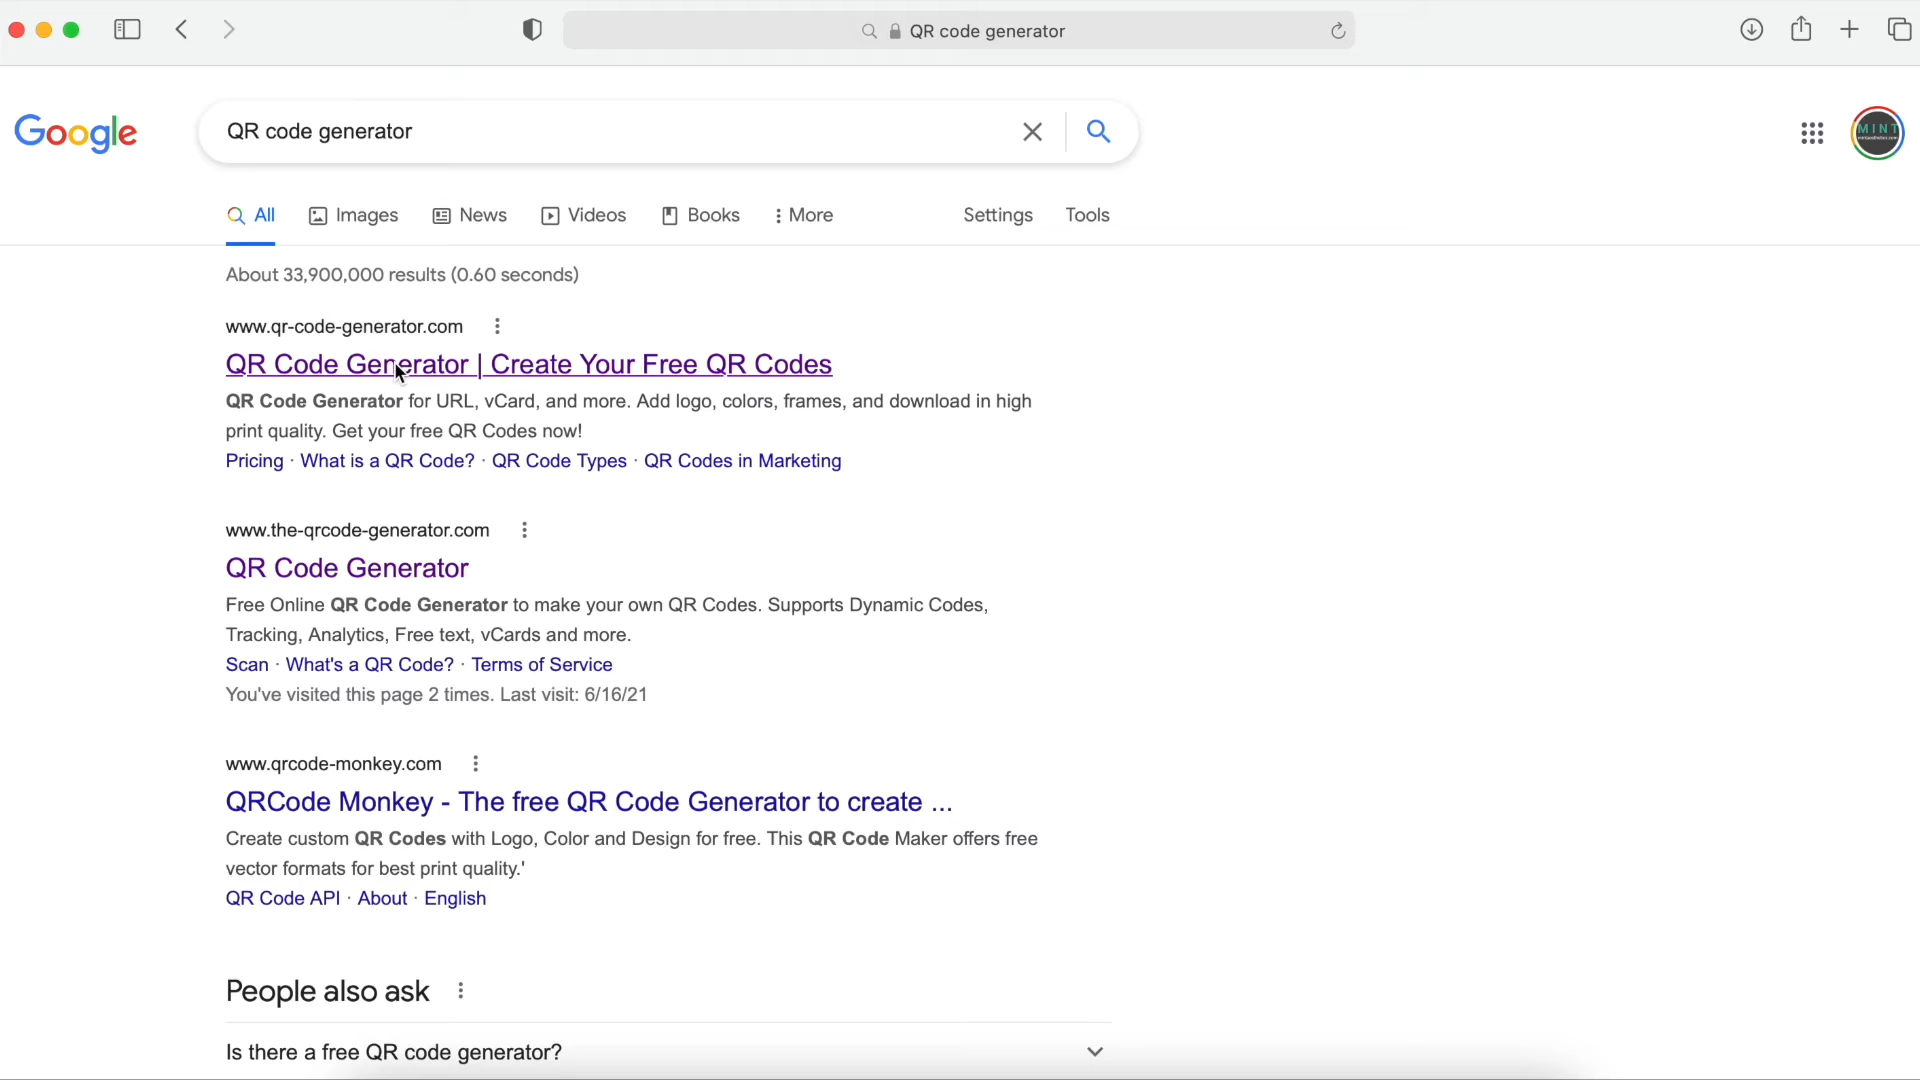 QR code generator
Google
QR code generator
MINT
All Images News Videos Books More Settings Tools
About 33,900,000 results (0.60 seconds)
www.qr-code-generator.com
QR Code Generator | Create Your Free QR Codes
QR Code Generator for URL, vCard, and more. Add logo, colors, frames, and download in high
print quality. Get your free QR Codes now!
Pricing · What is a QR Code? · QR Code Types · QR Codes in Marketing
www.the-qrcode-generator.com
QR Code Generator
Free Online QR Code Generator to make your own QR Codes. Supports Dynamic Codes,
Tracking, Analytics, Free text, vCards and more.
Scan · What's a QR Code? · Terms of Service
You've visited this page 2 times. Last visit: 6/16/21
www.qrcode-monkey.com
QRCode Monkey - The free QR Code Generator to create ...
Create custom QR Codes with Logo, Color and Design for free. This QR Code Maker offers free
vector formats for best print quality.'
QR Code API · About · English
People also ask
Is there a free QR code generator?